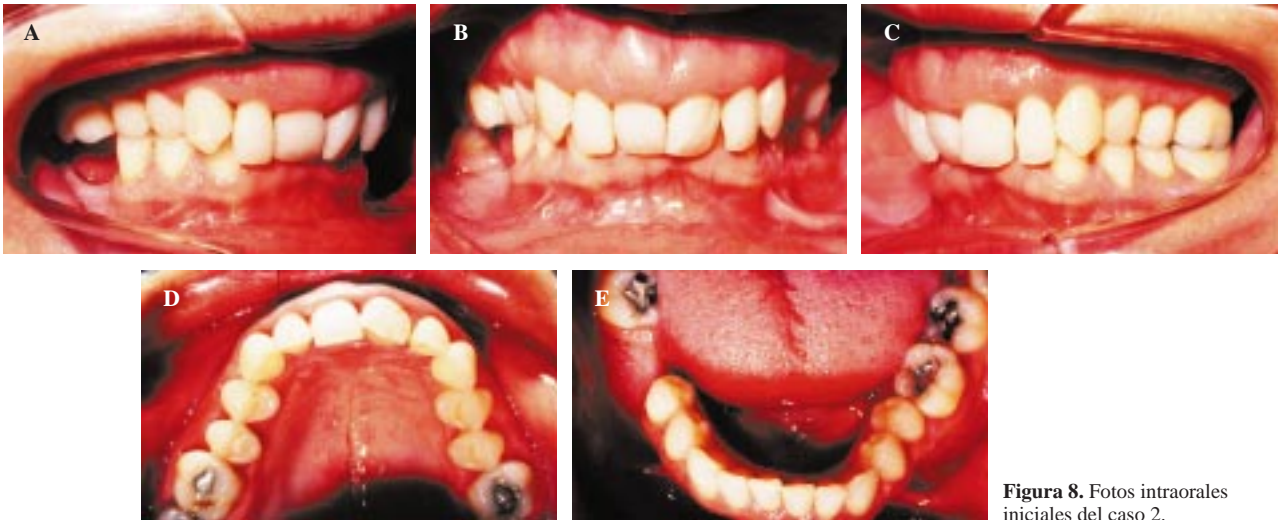 A
B
C
D
E
Figura 8. Fotos intraorales
iniciales del caso 2.